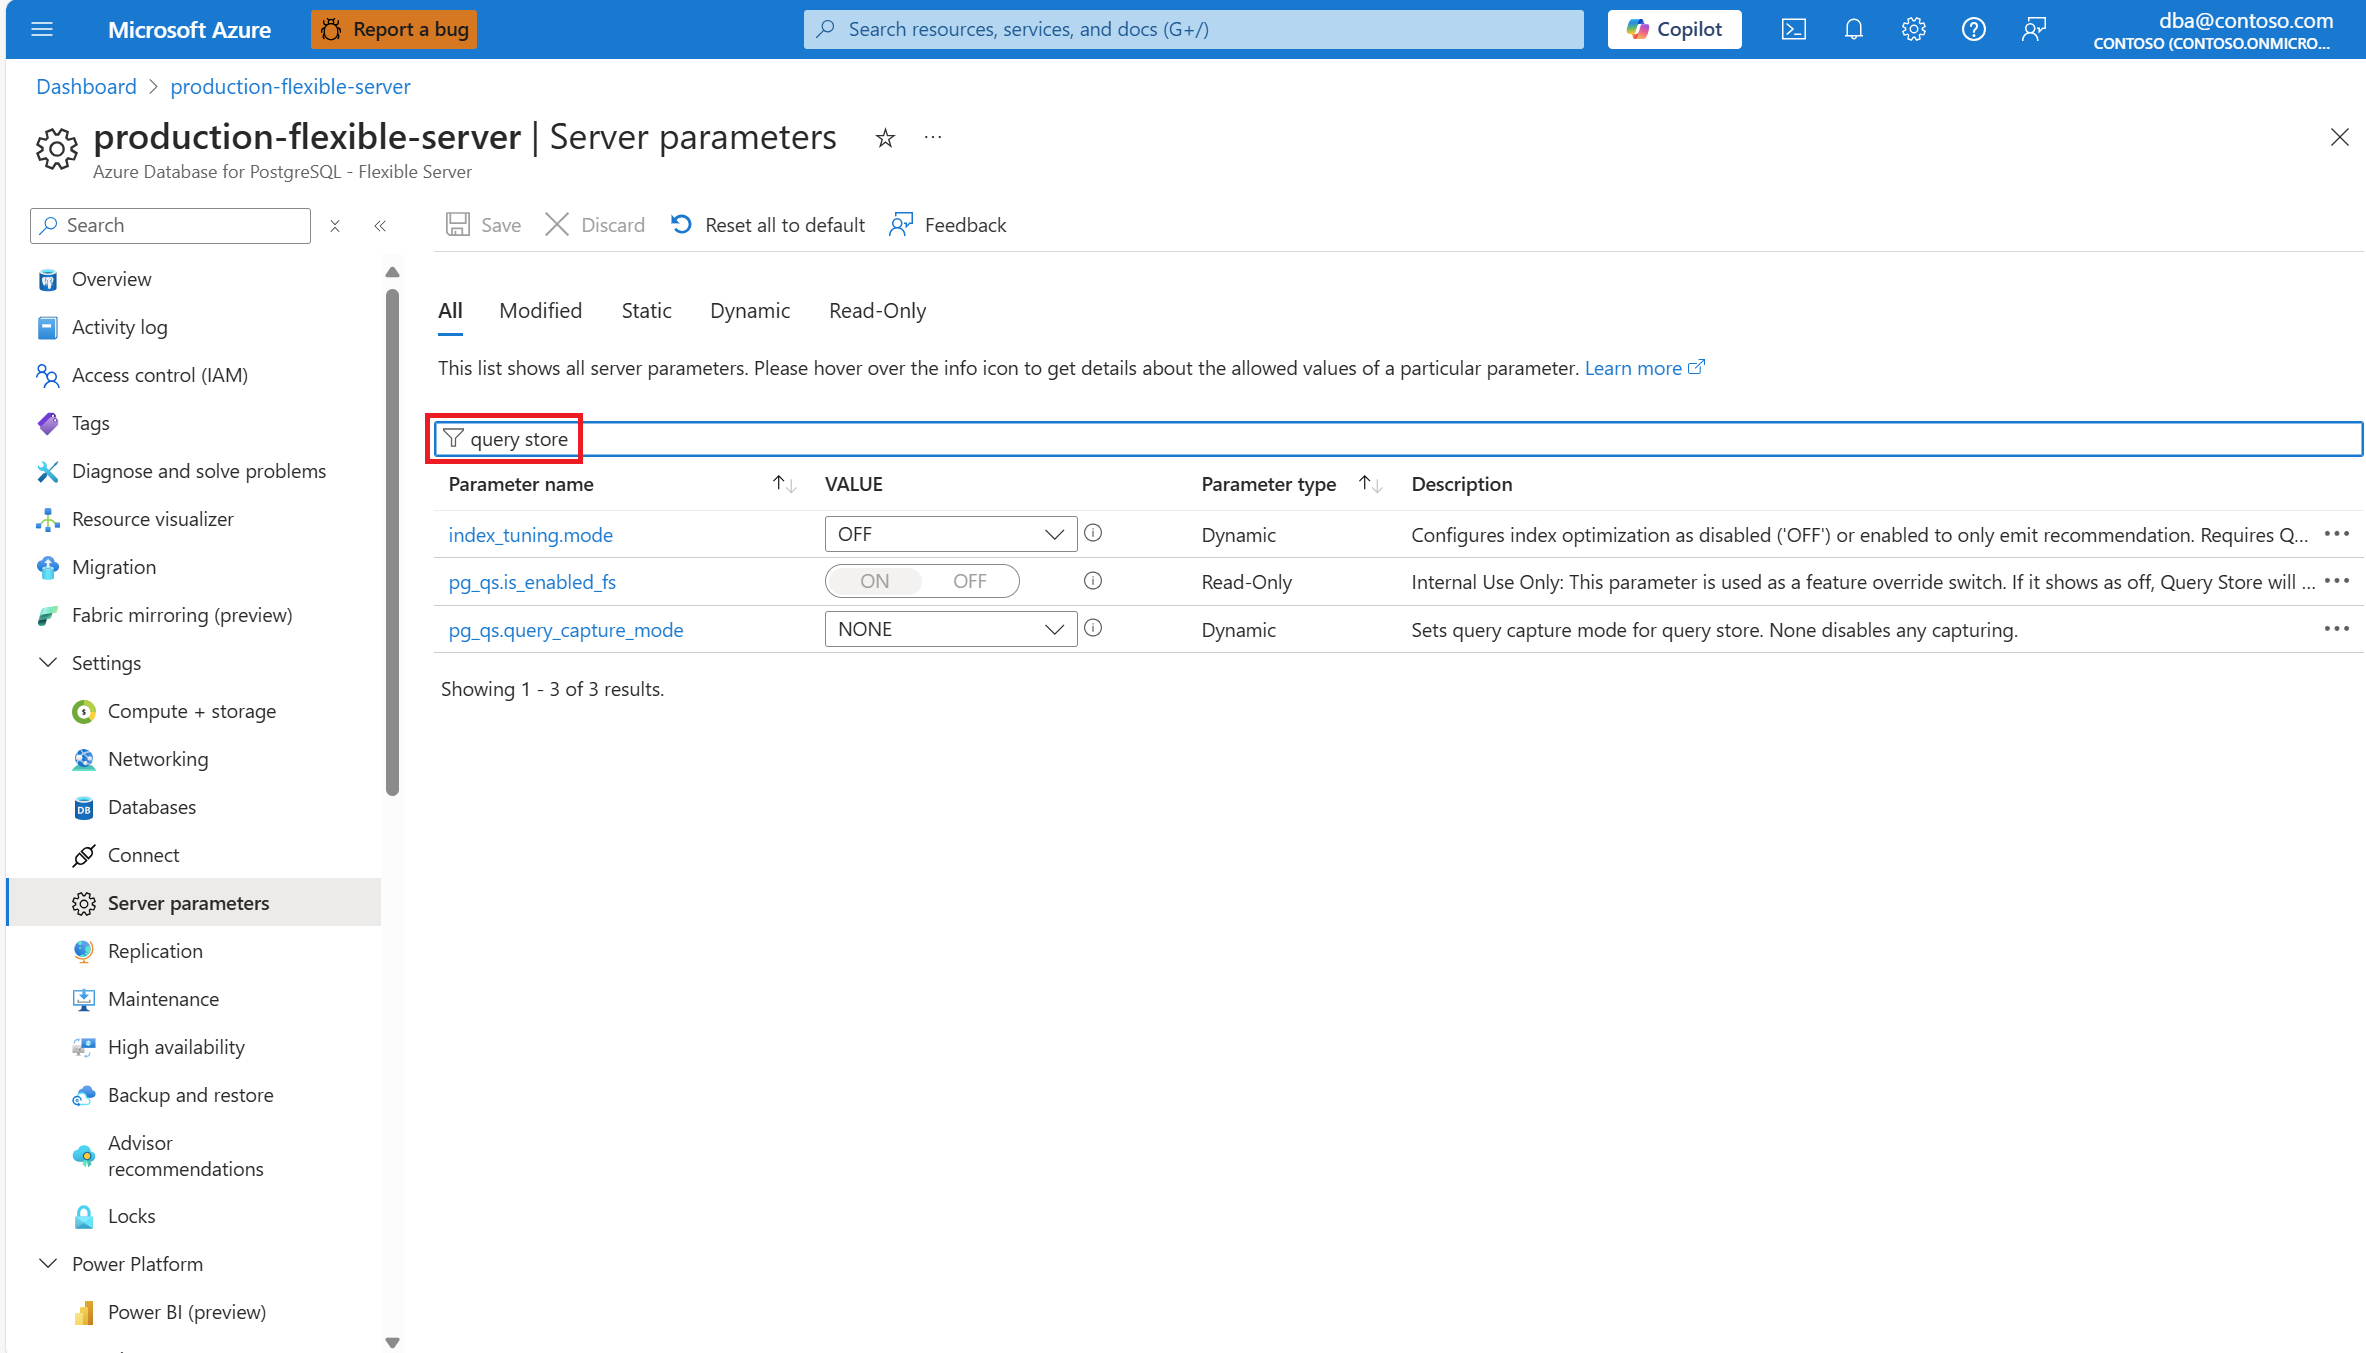 Microsoft Azure
Report a bug
Search resources, services, and docs (G+/)
Copilot
dba@contoso.com
CONTOSO (CONTOSO.ONMICRO...
Dashboard
production-flexible-server
production-flexible-server | Server parameters
Azure Database for PostgreSQL - Flexible Server
Search
Overview
Activity log
Access control (IAM)
Tags
Diagnose and solve problems
Resource visualizer
Migration
Fabric mirroring (preview)
Settings
Compute + storage
Networking
Databases
Connect
Server parameters
Replication
Maintenance
High availability
Backup and restore
Advisor
recommendations
Locks
Power Platform
Power BI (preview)
Save Discard Reset all to default Feedback
All Modified Static Dynamic Read-Only
This list shows all server parameters. Please hover over the info icon to get details about the allowed values of a particular parameter. Learn more
query store
Parameter name VALUE Parameter type Description
index_tuning.mode OFF Dynamic Configures index optimization as disabled ('OFF') or enabled to only emit recommendation. Requires Q...
pg_qs.is_enabled_fs ON OFF Read-Only Internal Use Only: This parameter is used as a feature override switch. If it shows as off, Query Store will ...
pg_qs.query_capture_mode NONE Dynamic Sets query capture mode for query store. None disables any capturing.
Showing 1 - 3 of 3 results.